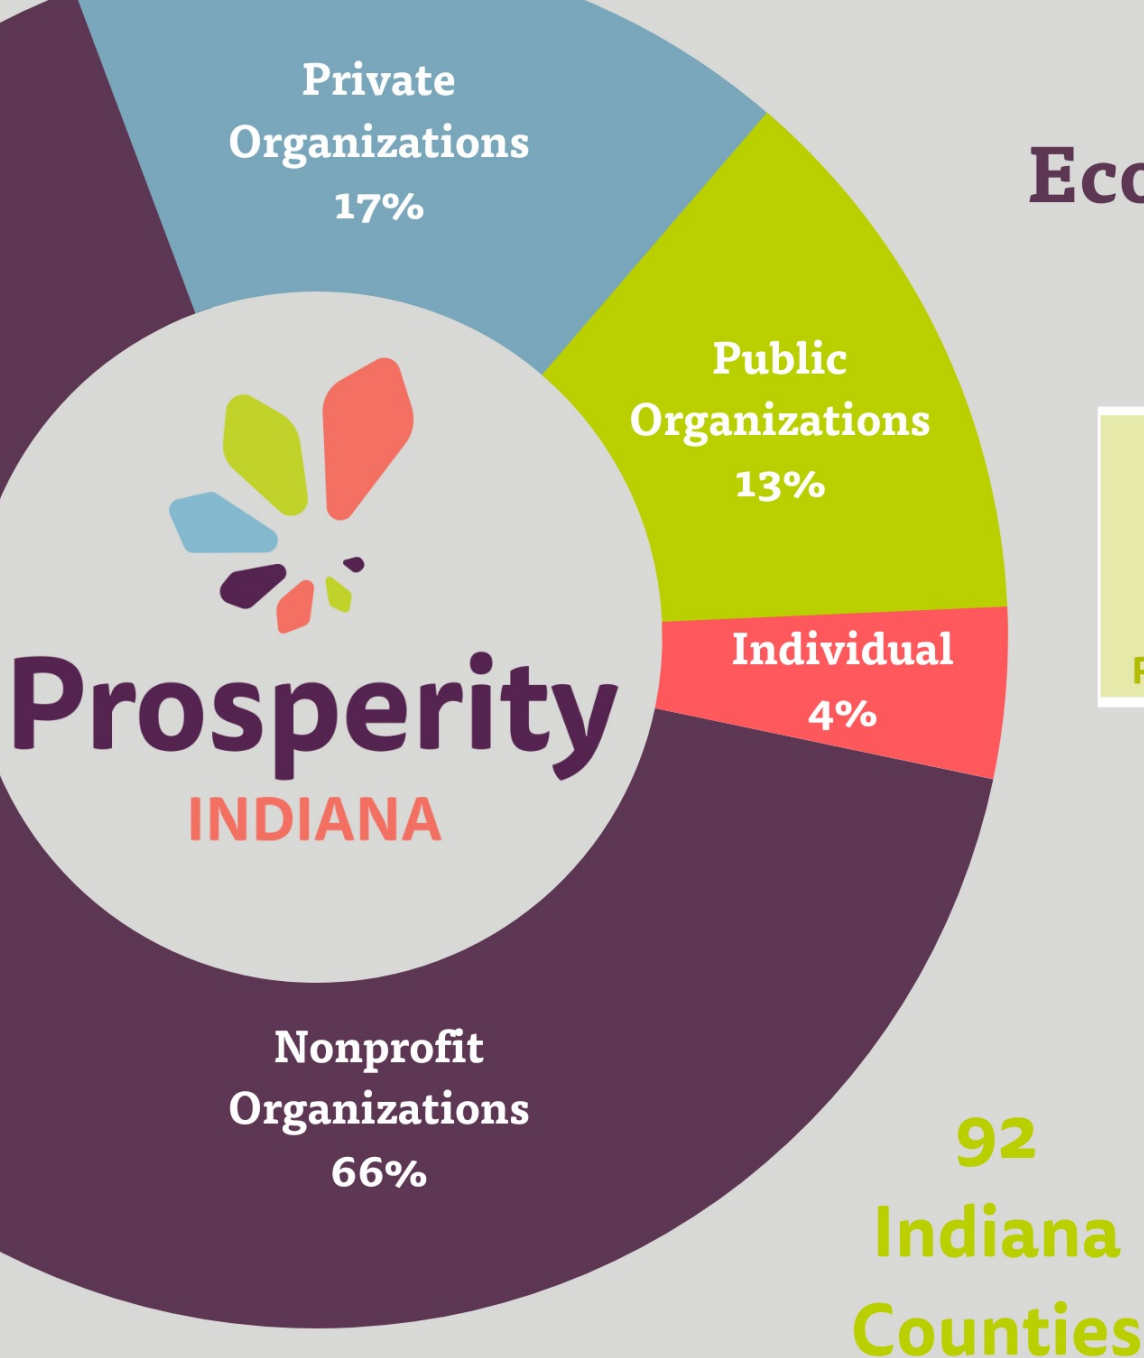 Private
Organizations
17%
Public
Organizations
13%
Individual
4%
Prosperity
INDIANA
Nonprofit
Organizations
66%
92
Indiana
Counties